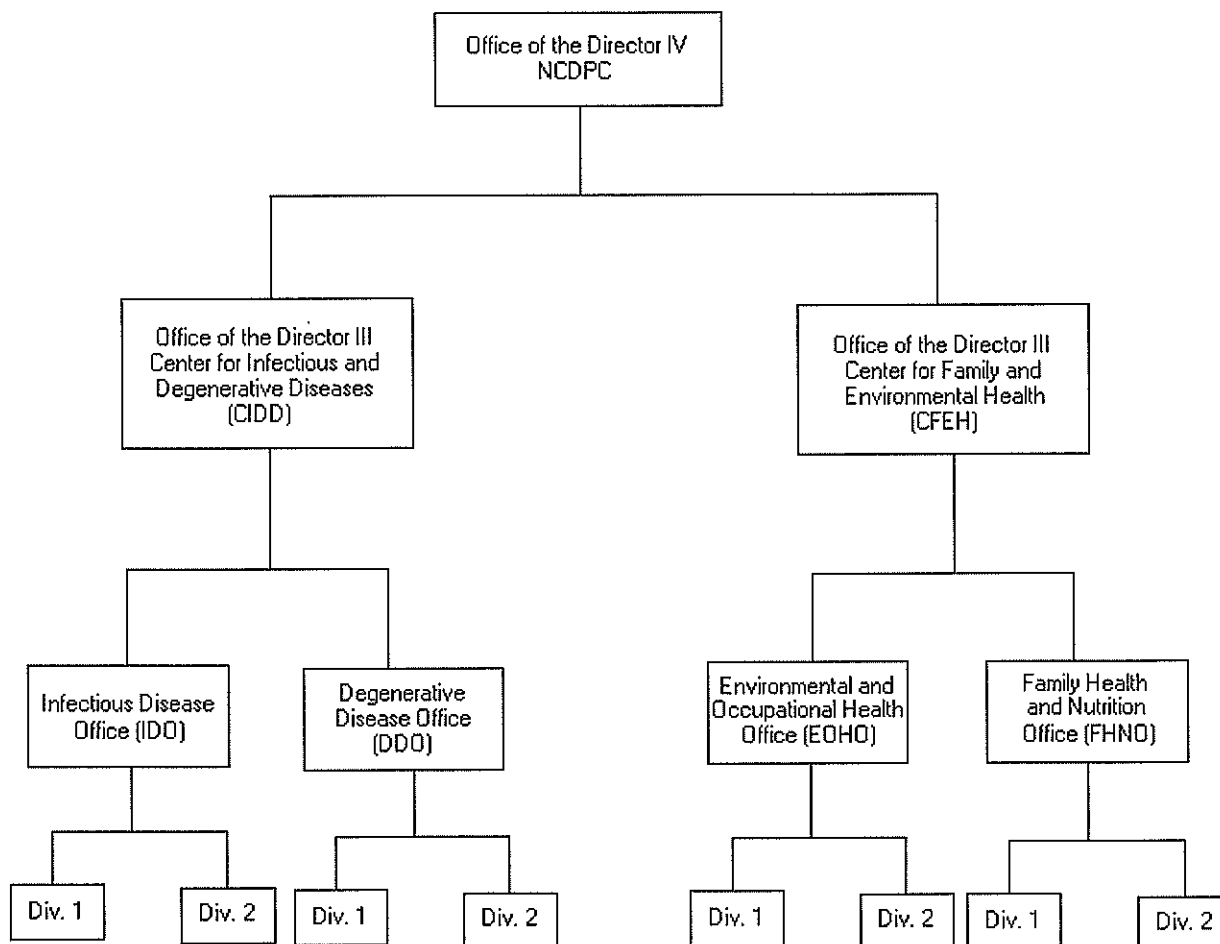 Office of the Director IV
NCDPC
Office of the Director III
Center for Infectious and
Degenerative Diseases
(CIDD)
Office of the Director III
Center for Family and
Environmental Health
(CFEH)
Infectious Disease
Office (IDO)
Degenerative
Disease Office
(DDO)
Environmental and
Occupational Health
Office (EOHO)
Family Health
and Nutrition
Office (FHNO)
Div. 1
Div. 2
Div. 1
Div. 2
Div. 1
Div. 2
Div. 1
Div. 2